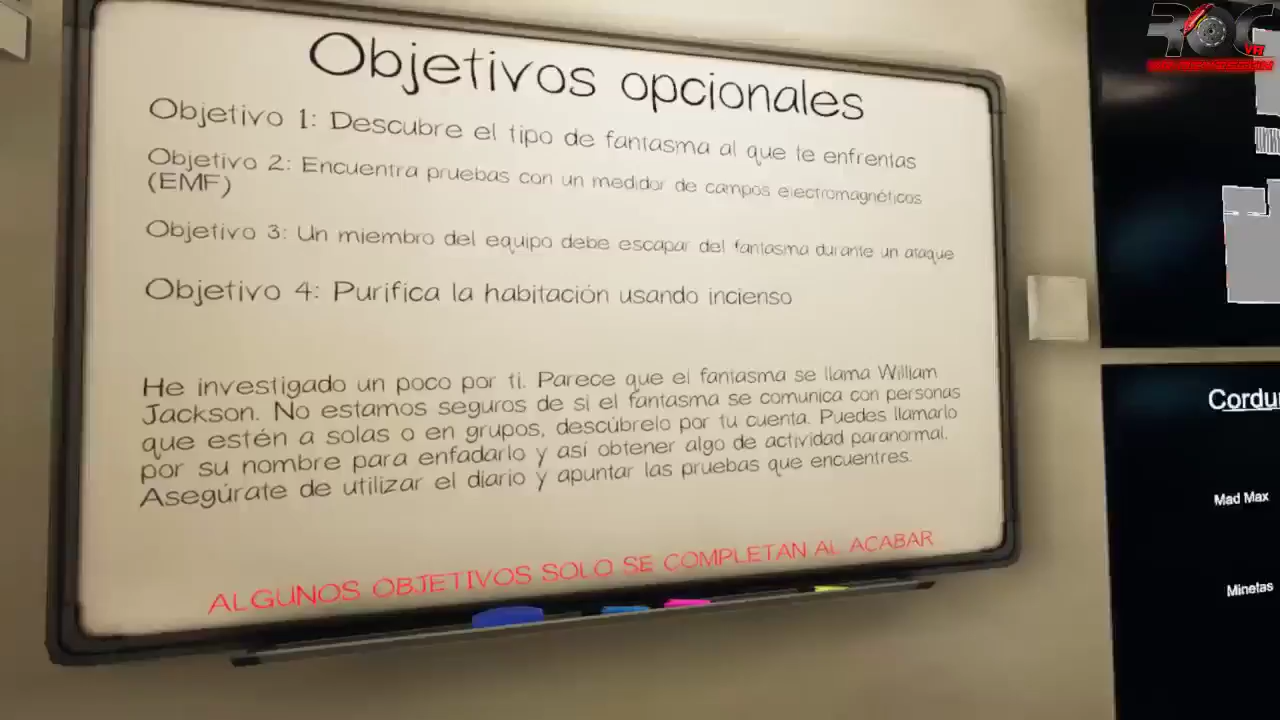 Objetivos opcionales
Objetivo 1: Descubre el tipo de fantasma al que te enfrentas
Objetivo 2: Encuentra pruebas con un medidor de campos electromagnéticos
(EMF)
Objetivo 3: Un miembro del equipo debe escapar del fantasma durante un ataque
Objetivo 4: Purifica la habitación usando incienso
He investigado un poco por ti. Parece que el fantasma se llama William
Jackson. No estamos seguros de si el fantasma se comunica con personas
que estén a solas o en grupos, descúbrelo por tu cuenta. Puedes llamarlo
por su nombre para enfadarlo y así obtener algo de actividad paranormal.
Asegúrate de utilizar el diario y apuntar las pruebas que encuentres.
ALGUNOS OBJETIVOS SOLO SE COMPLETAN AL ACABAR
Mad Max
Minetas